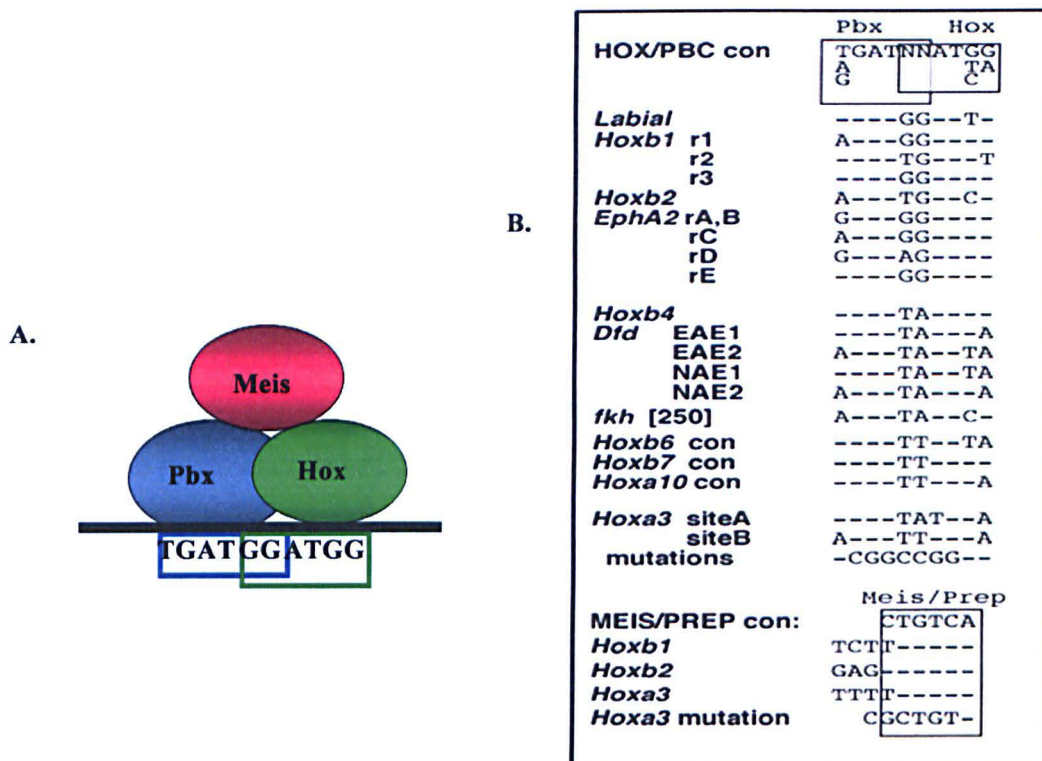 A.
Meis
Pbx Hox
TGATGGATGG
B.
Pbx Hox
HOX/PBC con TGATNNATGG
A TA
G C
Labial ----GG--T-
Hoxb1 r1 A---GG----
r2 ----TG---T
r3 ----GG----
Hoxb2 A---TG--C-
EphA2 rA,B G---GG----
rC A---GG----
rD G---AG----
rE ----GG----
Hoxb4 ----TA----
Dfd EAE1 ----TA---A
EAE2 A---TA--TA
NAE1 ----TA--TA
NAE2 A---TA---A
fkh [250] A---TA--C-
Hoxb6 con ----TT--TA
Hoxb7 con ----TT----
Hoxa10 con ----TT---A
Hoxa3 siteA ----TAT--A
siteB A---TT---A
mutations -CGGCCGG--
Meis/Prep
MEIS/PREP con: CTGTCA
Hoxb1 TCTT-----
Hoxb2 GAG------
Hoxa3 TTTT-----
Hoxa3 mutation CGCTGT-